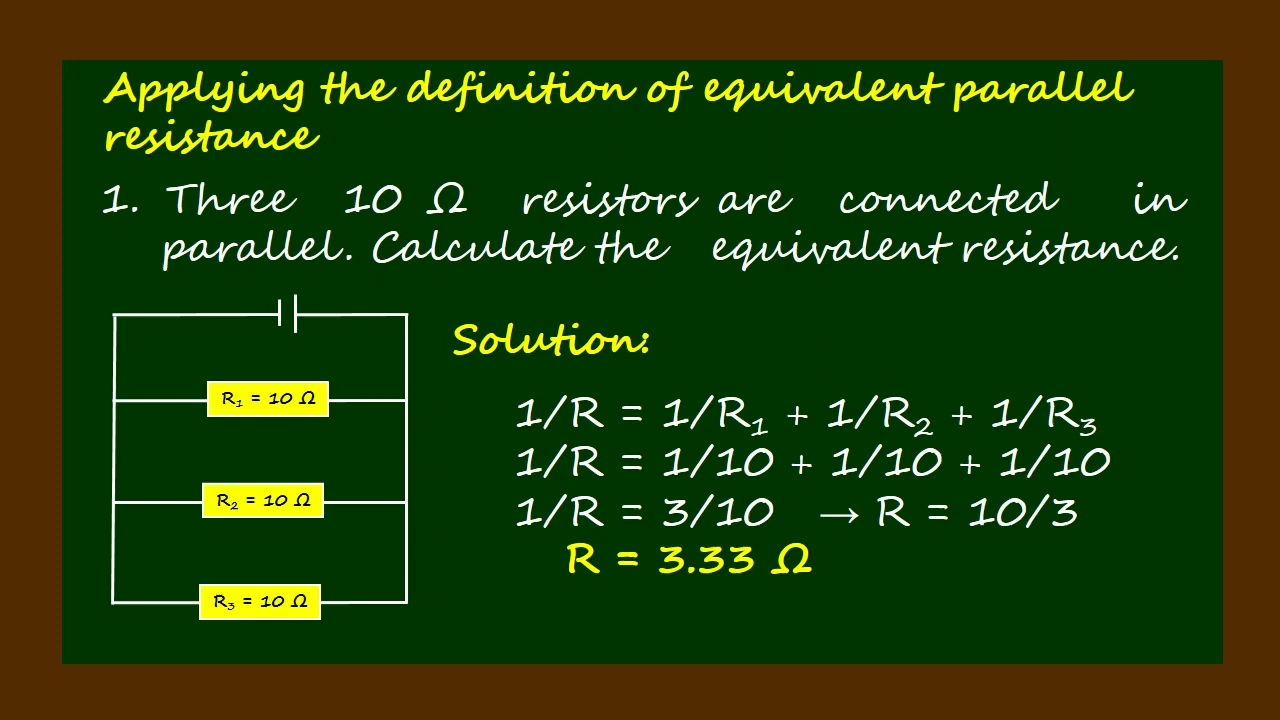 Applying the definition of equivalent parallel
resistance
1. Three 10 Ω resistors are connected in
parallel. Calculate the equivalent resistance.
Solution:
R₁ = 10 Ω
1/R = 1/R₁ + 1/R₂ + 1/R₃
1/R = 1/10 + 1/10 + 1/10
R₂ = 10 Ω
1/R = 3/10 → R = 10/3
R = 3.33 Ω
R₃ = 10 Ω